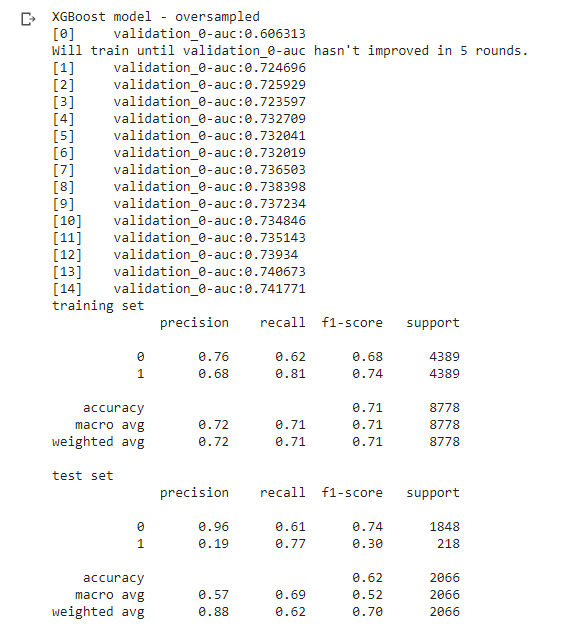 XGBoost model - oversampled
[0] validation_0-auc:0.606313
Will train until validation_0-auc hasn't improved in 5 rounds.
[1] validation_0-auc:0.724696
[2] validation_0-auc:0.725929
[3] validation_0-auc:0.723597
[4] validation_0-auc:0.732709
[5] validation_0-auc:0.732041
[6] validation_0-auc:0.732019
[7] validation_0-auc:0.736503
[8] validation_0-auc:0.738398
[9] validation_0-auc:0.737234
[10] validation_0-auc:0.734846
[11] validation_0-auc:0.735143
[12] validation_0-auc:0.73934
[13] validation_0-auc:0.740673
[14] validation_0-auc:0.741771
training set
precision recall f1-score support
0 0.76 0.62 0.68 4389
1 0.68 0.81 0.74 4389
accuracy 0.71 8778
macro avg 0.72 0.71 0.71 8778
weighted avg 0.72 0.71 0.71 8778
test set
precision recall f1-score support
0 0.96 0.61 0.74 1848
1 0.19 0.77 0.30 218
accuracy 0.62 2066
macro avg 0.57 0.69 0.52 2066
weighted avg 0.88 0.62 0.70 2066